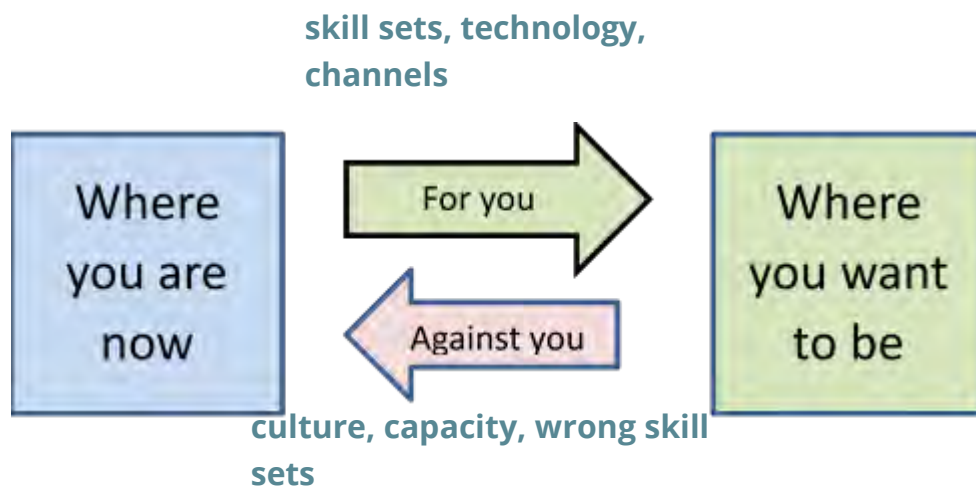 skill sets, technology,
channels
Where
you are
now
For you
Against you
Where
you want
to be
culture, capacity, wrong skill
sets